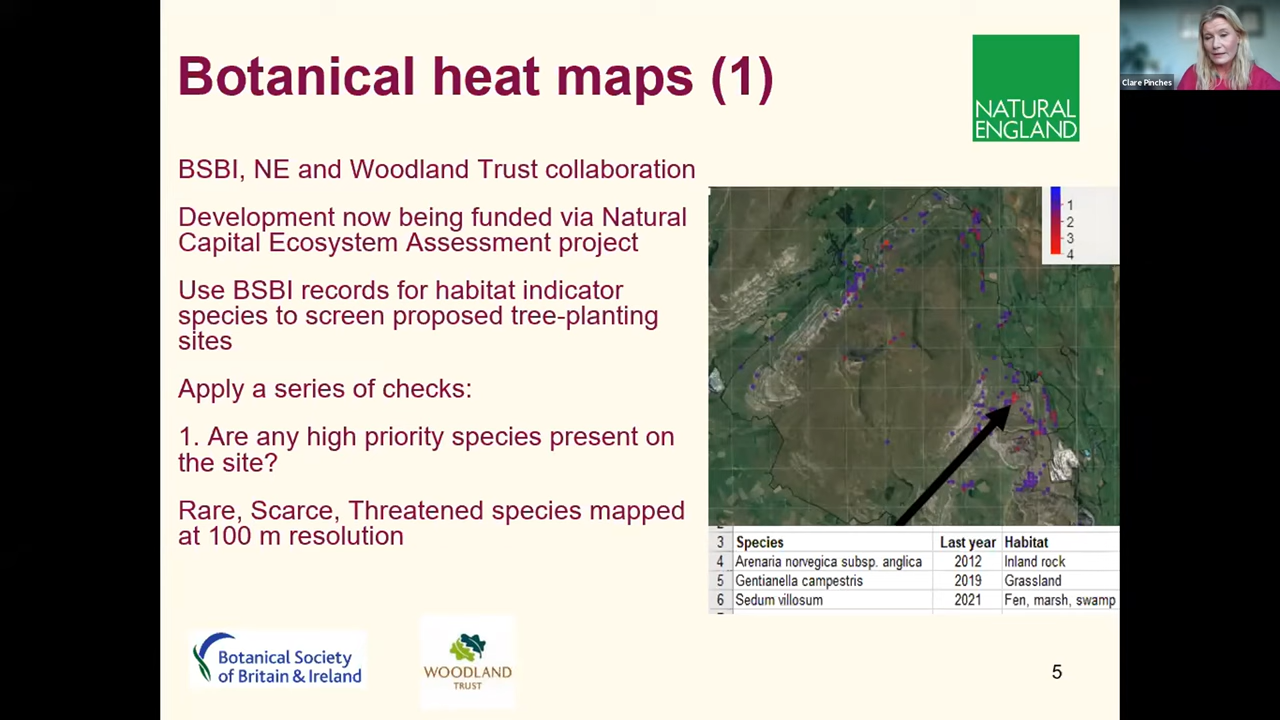 Botanical heat maps (1)
NATURAL
ENGLAND
Clare Pinches
BSBI, NE and Woodland Trust collaboration
Development now being funded via Natural
Capital Ecosystem Assessment project
Use BSBI records for habitat indicator
species to screen proposed tree-planting
sites
Apply a series of checks:
1. Are any high priority species present on
the site?
Rare, Scarce, Threatened species mapped
at 100 m resolution
1
2
3
4
3 Species Last year Habitat
4 Arenaria norvegica subsp. anglica 2012 Inland rock
5 Gentianella campestris 2019 Grassland
6 Sedum villosum 2021 Fen, marsh, swamp
Botanical Society
of Britain & Ireland
WOODLAND
TRUST
5